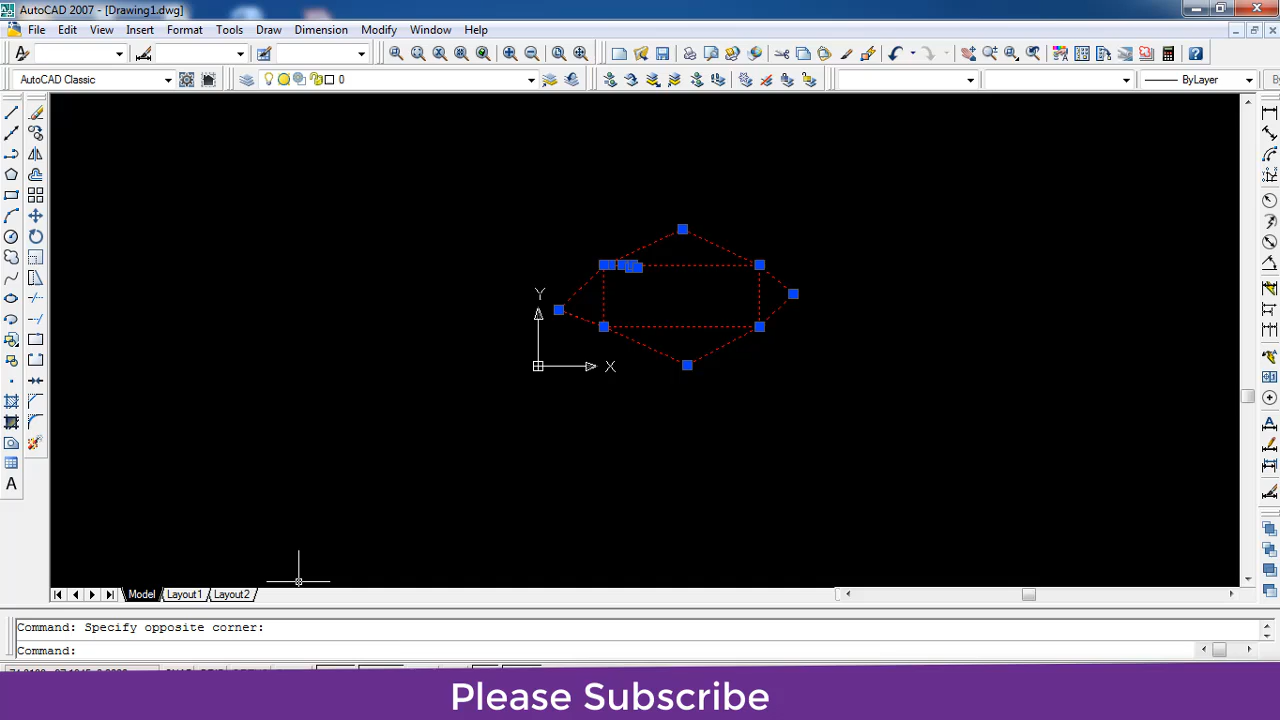 AutoCAD 2007 - [Drawing1.dwg]
File Edit View Insert Format Tools Draw Dimension Modify Window Help
AutoCAD Classic
0
ByLayer
Y
X
A
Model Layout1 Layout2
Command: Specify opposite corner:
Command:
Please Subscribe